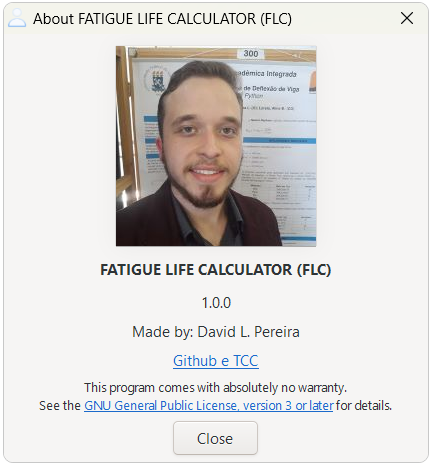 About FATIGUE LIFE CALCULATOR (FLC)
300
adêmica Integrada
de Deflexão de Viga
Python
FATIGUE LIFE CALCULATOR (FLC)
1.0.0
Made by: David L. Pereira
Github e TCC
This program comes with absolutely no warranty.
See the GNU General Public License, version 3 or later for details.
Close